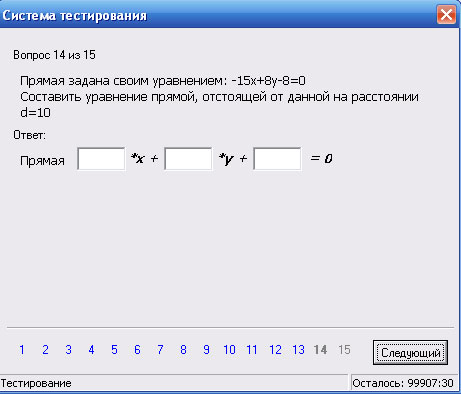 Система тестирования
Вопрос 14 из 15
Прямая задана своим уравнением: -15x+8y-8=0
Составить уравнение прямой, отстоящей от данной на расстоянии
d=10
Ответ:
Прямая *x + *y + = 0
1 2 3 4 5 6 7 8 9 10 11 12 13 14 15 Следующий
Тестирование Осталось: 99907:30